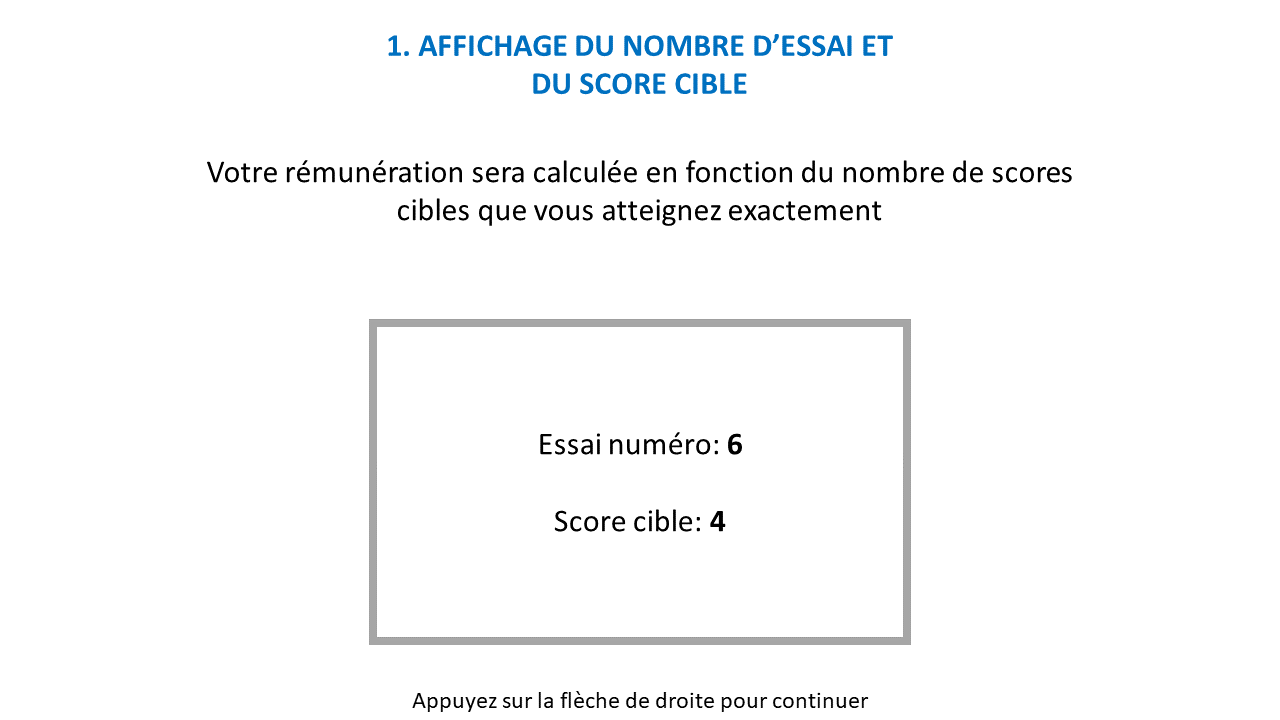 1. AFFICHAGE DU NOMBRE D’ESSAI ET
DU SCORE CIBLE
Votre rémunération sera calculée en fonction du nombre de scores
cibles que vous atteignez exactement
Essai numéro: 6
Score cible: 4
Appuyez sur la flèche de droite pour continuer